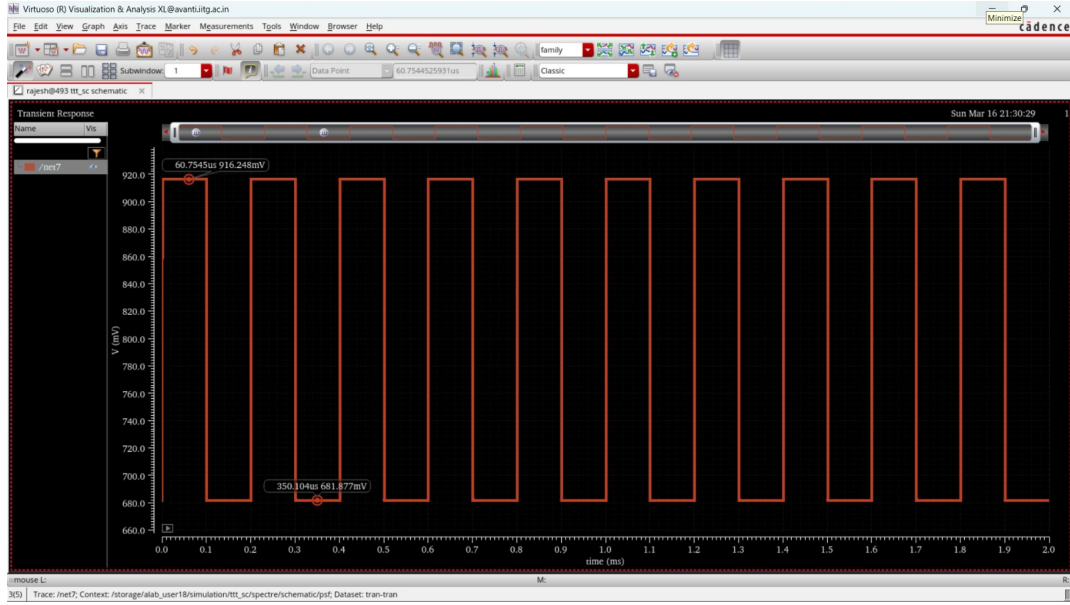 Virtuoso (R) Visualization & Analysis XL@avanti.iitg.ac.in
Minimize
File Edit View Graph Axis Trace Marker Measurements Tools Window Browser Help
cādence
family
Subwindow: 1
Data Point
60.7544525931us
Classic
rajesh@493 ttt_sc schematic
Transient Response
Sun Mar 16 21:30:29 1
Name Vis
/net7
60.7545us 916.248mV
350.104us 681.877mV
920.0
900.0
880.0
860.0
840.0
820.0
800.0
780.0
760.0
740.0
720.0
700.0
680.0
660.0
V (mV)
0.0 0.1 0.2 0.3 0.4 0.5 0.6 0.7 0.8 0.9 1.0 1.1 1.2 1.3 1.4 1.5 1.6 1.7 1.8 1.9 2.0
time (ms)
mouse L: M: R:
3(5) Trace: /net7; Context: /storage/alab_user18/simulation/ttt_sc/spectre/schematic/psf; Dataset: tran-tran